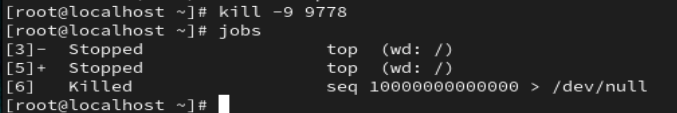 [root@localhost ~]# kill -9 9778
[root@localhost ~]# jobs
[3]-  Stopped                 top  (wd: /)
[5]+  Stopped                 top  (wd: /)
[6]   Killed                  seq 10000000000000 > /dev/null
[root@localhost ~]#